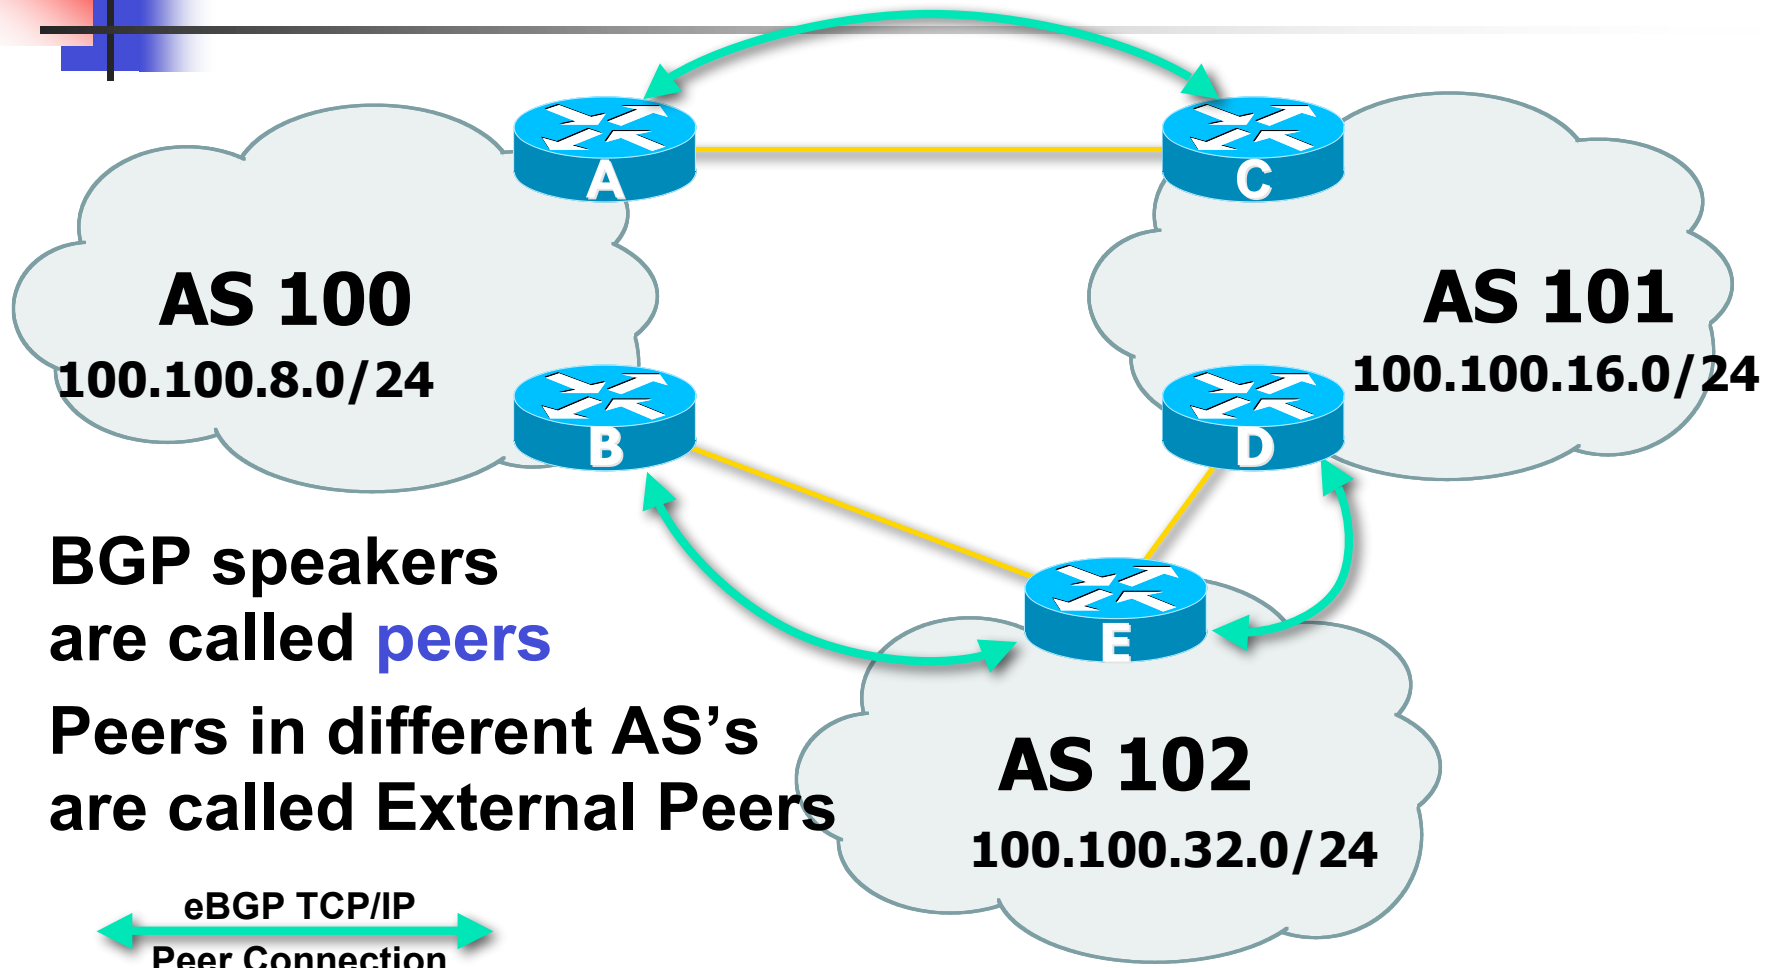 A
C
AS 100
100.100.8.0/24
AS 101
100.100.16.0/24
B
D
E
BGP speakers
are called peers
Peers in different AS’s
are called External Peers
AS 102
100.100.32.0/24
eBGP TCP/IP
Peer Connection